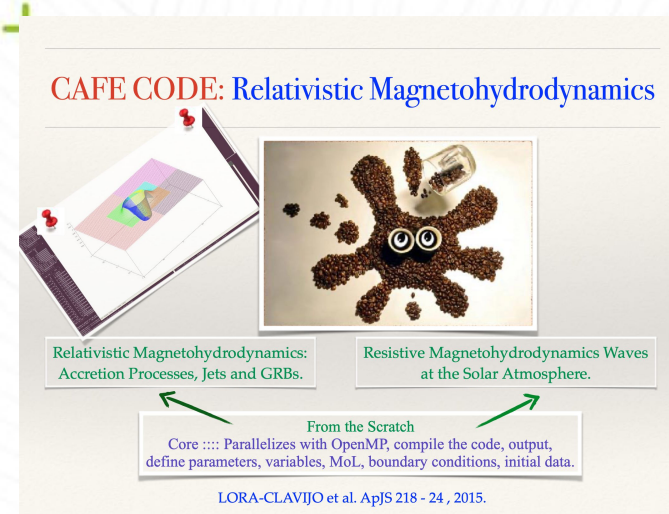 CAFE CODE: Relativistic Magnetohydrodynamics
Relativistic Magnetohydrodynamics:
Accretion Processes, Jets and GRBs.
Resistive Magnetohydrodynamics Waves
at the Solar Atmosphere.
From the Scratch
Core :::: Parallelizes with OpenMP, compile the code, output,
define parameters, variables, MoL, boundary conditions, initial data.
LORA-CLAVIJO et al. ApJS 218 - 24 , 2015.